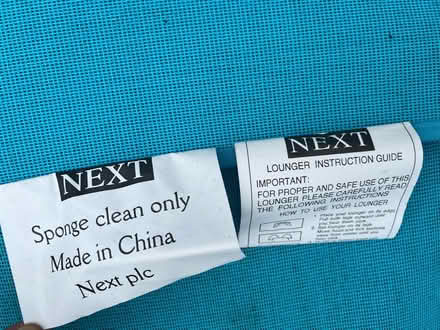 NEXT
Sponge clean only
Made in China
Next plc
NEXT
LOUNGER INSTRUCTION GUIDE
IMPORTANT:
FOR PROPER AND SAFE USE OF THIS
LOUNGER PLEASE CAREFULLY READ
THE FOLLOWING INSTRUCTIONS
HOW TO USE YOUR LOUNGER